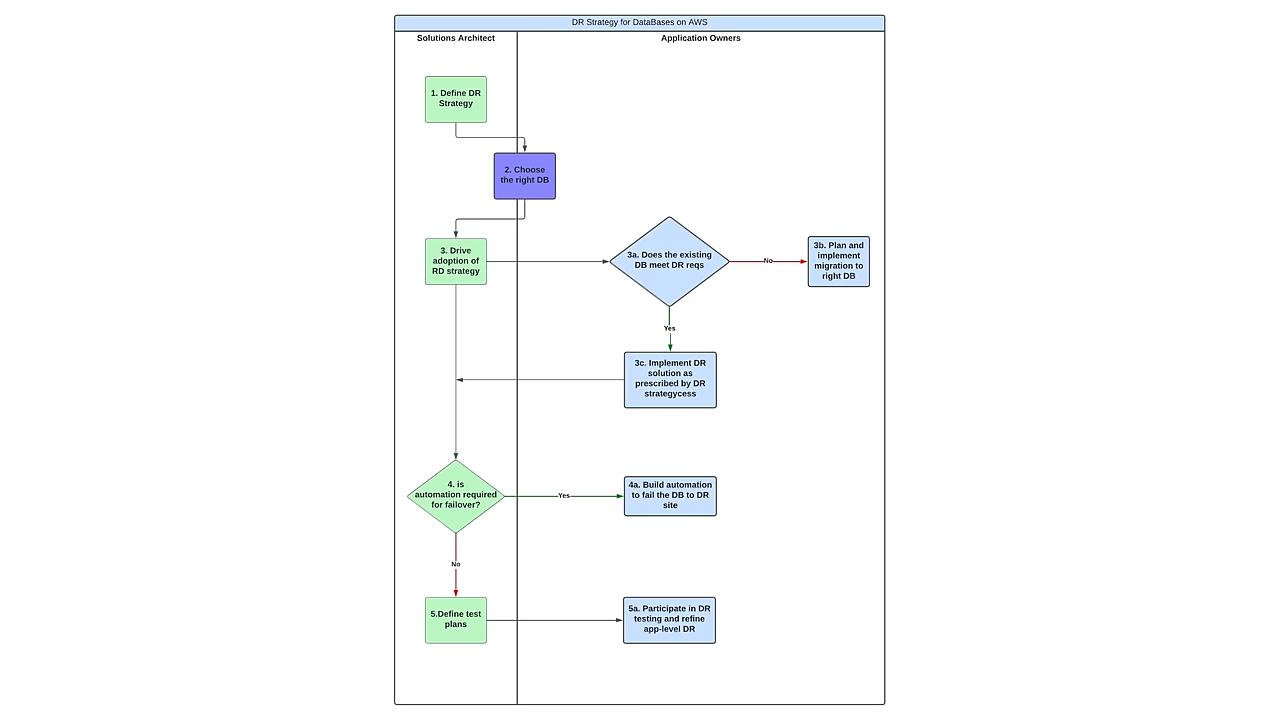 DR Strategy for DataBases on AWS
Solutions Architect
Application Owners
1. Define DR
Strategy
2. Choose
the right DB
3. Drive
adoption of
RD strategy
3a. Does the existing
DB meet DR reqs
No
3b. Plan and
implement
migration to
right DB
Yes
3c. Implement DR
solution as
prescribed by DR
strategycess
4. is
automation required
for failover?
Yes
4a. Build automation
to fail the DB to DR
site
No
5.Define test
plans
5a. Participate in DR
testing and refine
app-level DR